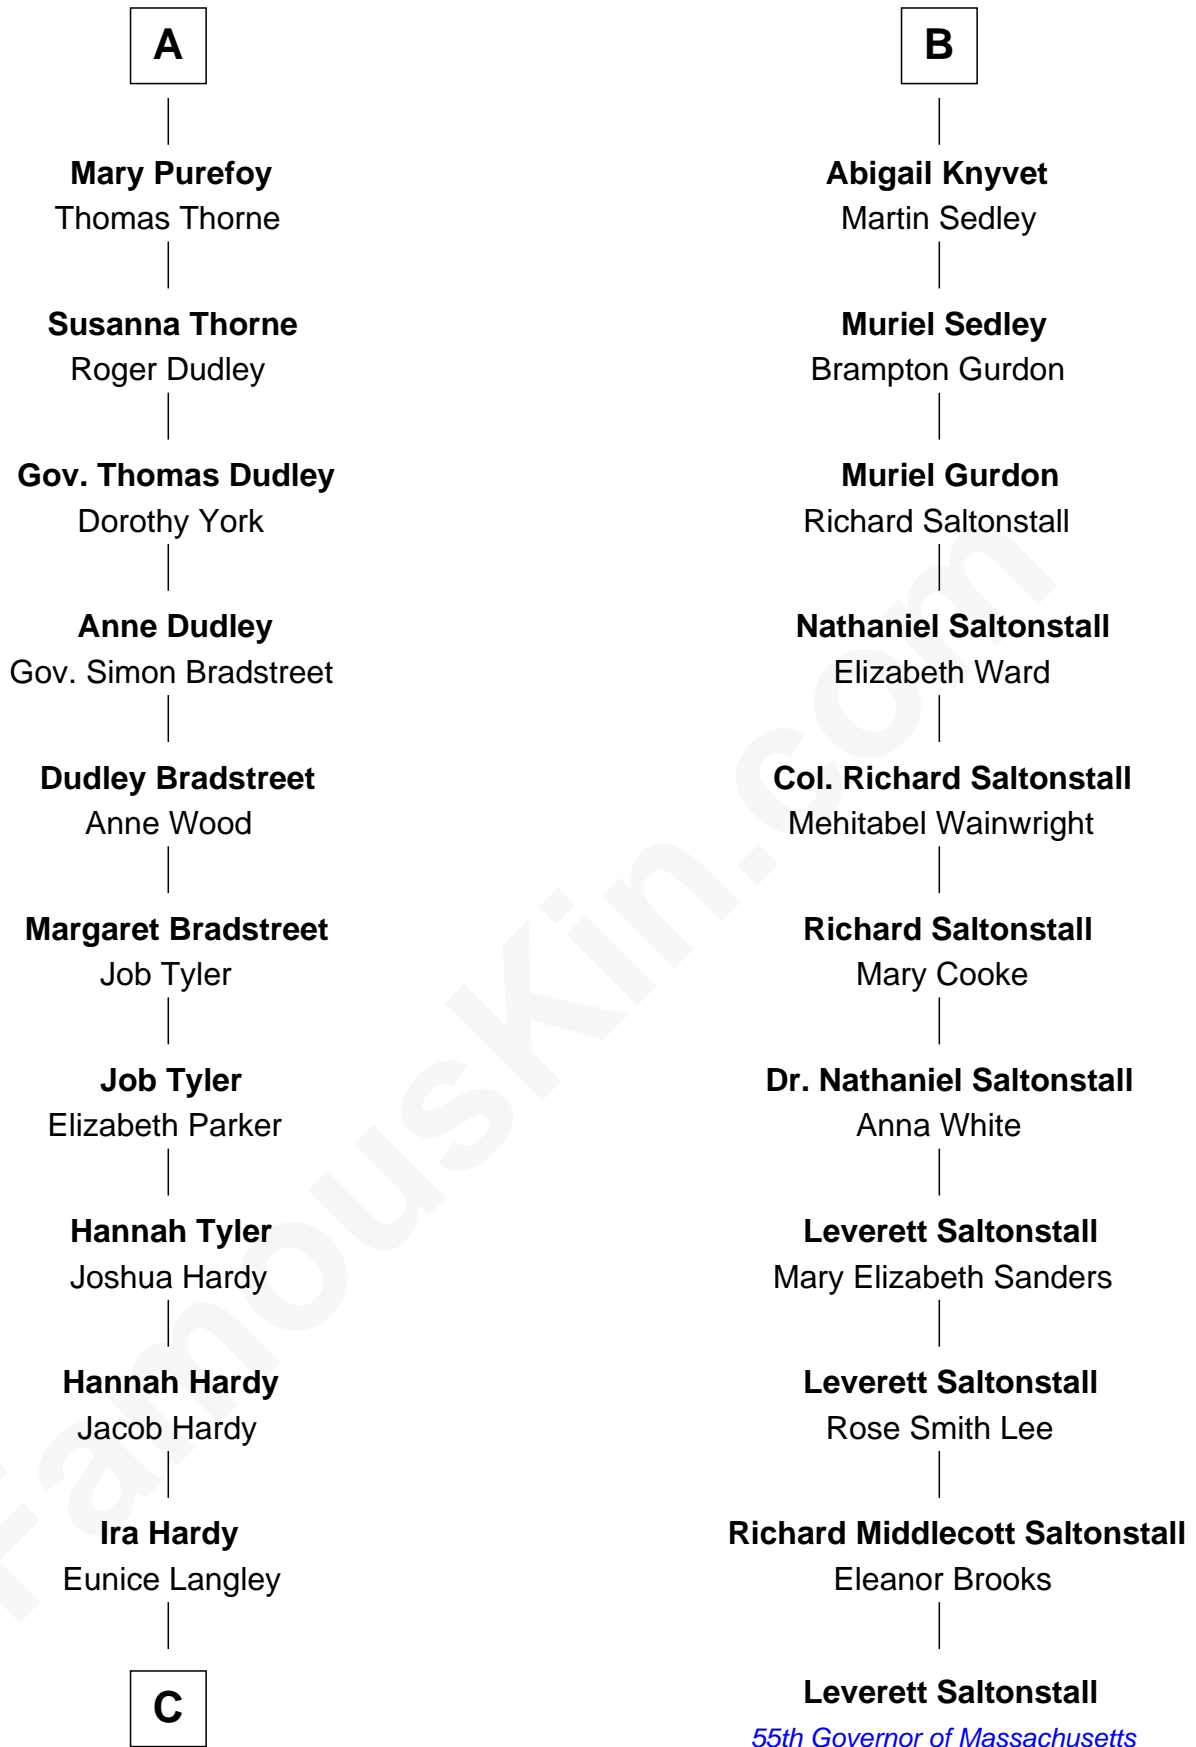 A
Mary Purefoy
Thomas Thorne
Susanna Thorne
Roger Dudley
Gov. Thomas Dudley
Dorothy York
Anne Dudley
Gov. Simon Bradstreet
Dudley Bradstreet
Anne Wood
Margaret Bradstreet
Job Tyler
Job Tyler
Elizabeth Parker
Hannah Tyler
Joshua Hardy
Hannah Hardy
Jacob Hardy
Ira Hardy
Eunice Langley
C
B
Abigail Knyvet
Martin Sedley
Muriel Sedley
Brampton Gurdon
Muriel Gurdon
Richard Saltonstall
Nathaniel Saltonstall
Elizabeth Ward
Col. Richard Saltonstall
Mehitabel Wainwright
Richard Saltonstall
Mary Cooke
Dr. Nathaniel Saltonstall
Anna White
Leverett Saltonstall
Mary Elizabeth Sanders
Leverett Saltonstall
Rose Smith Lee
Richard Middlecott Saltonstall
Eleanor Brooks
Leverett Saltonstall
55th Governor of Massachusetts
FamousKin.com